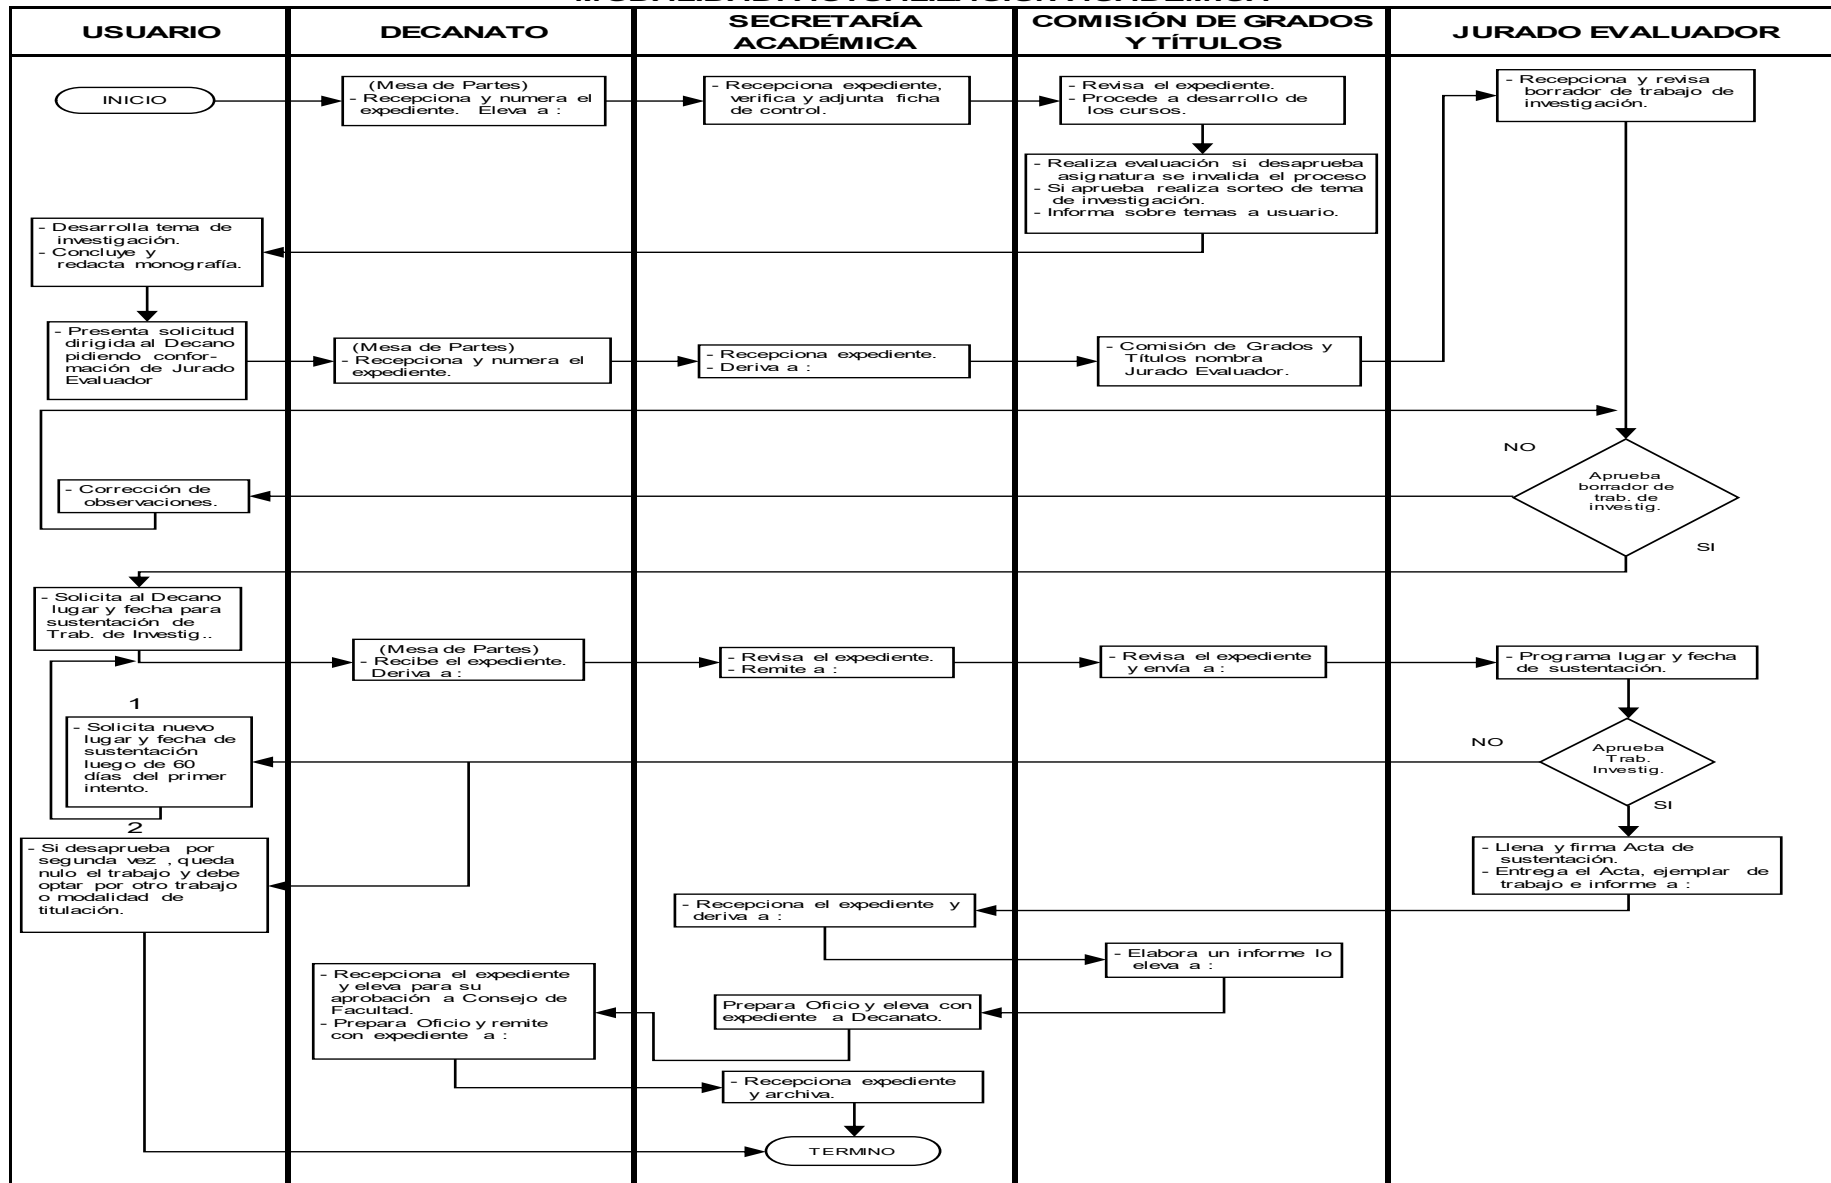 USUARIO
DECANATO
SECRETARÍA
ACADÉMICA
COMISIÓN DE GRADOS
Y TÍTULOS
JURADO EVALUADOR
INICIO
(Mesa de Partes)
- Recepciona y numera el
expediente. Eleva a :
- Recepciona expediente,
verifica y adjunta ficha
de control.
- Revisa el expediente.
- Procede a desarrollo de
los cursos.
- Recepciona y revisa
borrador de trabajo de
investigación.
- Realiza evaluación si desaprueba
asignatura se invalida el proceso
- Si aprueba realiza sorteo de tema
de investigación.
- Informa sobre temas a usuario.
- Desarrolla tema de
investigación.
- Concluye y
redacta monografía.
- Presenta solicitud
dirigida al Decano
pidiendo confor-
mación de Jurado
Evaluador
(Mesa de Partes)
- Recepciona y numera el
expediente.
- Recepciona expediente.
- Deriva a :
- Comisión de Grados y
Títulos nombra
Jurado Evaluador.
NO
Aprueba
borrador de
trab. de
investig.
SI
- Corrección de
observaciones.
- Solicita al Decano
lugar y fecha para
sustentación de
Trab. de Investig..
(Mesa de Partes)
- Recibe el expediente.
Deriva a :
- Revisa el expediente.
- Remite a :
- Revisa el expediente
y envía a :
- Programa lugar y fecha
de sustentación.
1
- Solicita nuevo
lugar y fecha de
sustentación
luego de 60
días del primer
intento.
NO
Aprueba
Trab.
Investig.
SI
2
- Si desaprueba por
segunda vez , queda
nulo el trabajo y debe
optar por otro trabajo
o modalidad de
titulación.
- Llena y firma Acta de
sustentación.
- Entrega el Acta, ejemplar de
trabajo e informe a :
- Recepciona el expediente y
deriva a :
- Elabora un informe lo
eleva a :
- Recepciona el expediente
y eleva para su
aprobación a Consejo de
Facultad.
- Prepara Oficio y remite
con expediente a :
Prepara Oficio y eleva con
expediente a Decanato.
- Recepciona expediente
y archiva.
TERMINO